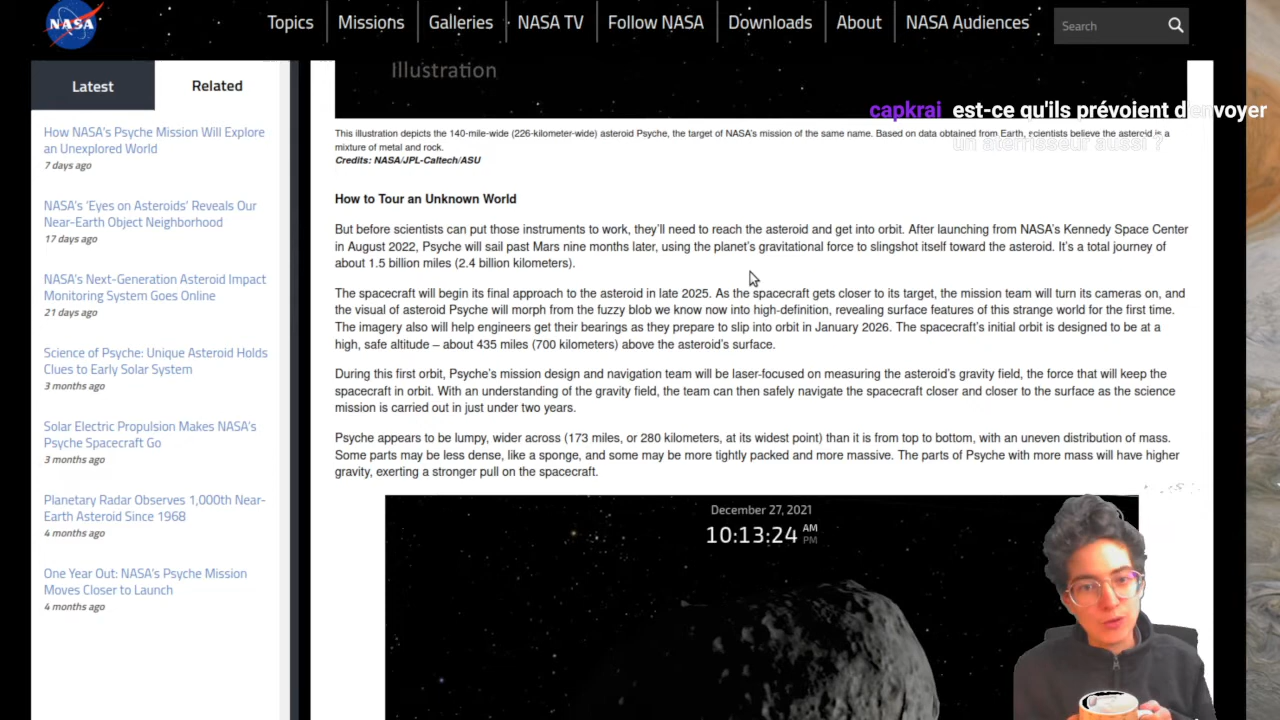 NASA
Topics
Missions
Galleries
NASA TV
Follow NASA
Downloads
About
NASA Audiences
Search
Latest
Related
How NASA's Psyche Mission Will Explore
an Unexplored World
7 days ago
NASA's 'Eyes on Asteroids' Reveals Our
Near-Earth Object Neighborhood
17 days ago
NASA's Next-Generation Asteroid Impact
Monitoring System Goes Online
21 days ago
Science of Psyche: Unique Asteroid Holds
Clues to Early Solar System
3 months ago
Solar Electric Propulsion Makes NASA's
Psyche Spacecraft Go
3 months ago
Planetary Radar Observes 1,000th Near-
Earth Asteroid Since 1968
4 months ago
One Year Out: NASA's Psyche Mission
Moves Closer to Launch
4 months ago
Illustration
capkrai est-ce qu'ils prévoient d'envoyer
un aterrisseur aussi ?
This illustration depicts the 140-mile-wide (226-kilometer-wide) asteroid Psyche, the target of NASA's mission of the same name. Based on data obtained from Earth, scientists believe the asteroid is a
mixture of metal and rock.
Credits: NASA/JPL-Caltech/ASU
How to Tour an Unknown World
But before scientists can put those instruments to work, they'll need to reach the asteroid and get into orbit. After launching from NASA's Kennedy Space Center
in August 2022, Psyche will sail past Mars nine months later, using the planet's gravitational force to slingshot itself toward the asteroid. It's a total journey of
about 1.5 billion miles (2.4 billion kilometers).
The spacecraft will begin its final approach to the asteroid in late 2025. As the spacecraft gets closer to its target, the mission team will turn its cameras on, and
the visual of asteroid Psyche will morph from the fuzzy blob we know now into high-definition, revealing surface features of this strange world for the first time.
The imagery also will help engineers get their bearings as they prepare to slip into orbit in January 2026. The spacecraft's initial orbit is designed to be at a
high, safe altitude – about 435 miles (700 kilometers) above the asteroid's surface.
During this first orbit, Psyche's mission design and navigation team will be laser-focused on measuring the asteroid's gravity field, the force that will keep the
spacecraft in orbit. With an understanding of the gravity field, the team can then safely navigate the spacecraft closer and closer to the surface as the science
mission is carried out in just under two years.
Psyche appears to be lumpy, wider across (173 miles, or 280 kilometers, at its widest point) than it is from top to bottom, with an uneven distribution of mass.
Some parts may be less dense, like a sponge, and some may be more tightly packed and more massive. The parts of Psyche with more mass will have higher
gravity, exerting a stronger pull on the spacecraft.
December 27, 2021
10:13:24 AM
PM